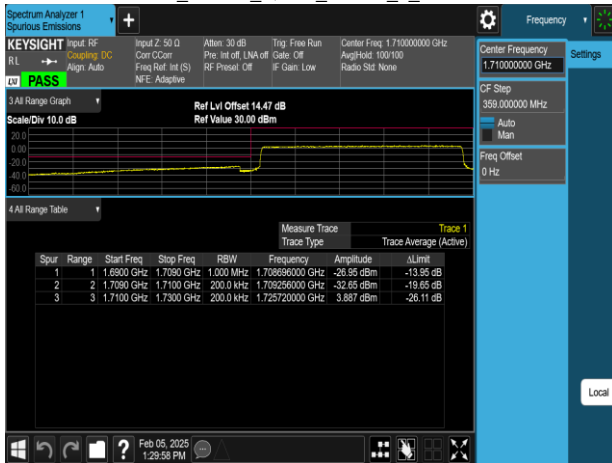 Spectrum Analyzer 1
Spurious Emissions
Frequency
KEYSIGHT Input: RF Input Z: 50 Ω Atten: 30 dB Trig: Free Run Center Freq: 1.710000000 GHz
RL Coupling: DC Corr CCorr Pre: Int off, LNA off Gate: Off Avg|Hold: 100/100
Align: Auto Freq Ref: Int (S) RF Preset: Off IF Gain: Low Radio Std: None
LXI PASS NFE: Adaptive
3 All Range Graph
Ref Lvl Offset 14.47 dB
Scale/Div 10.0 dB Ref Value 30.00 dBm
20.0
0.00
-20.0
-40.0
-60.0
4 All Range Table
Measure Trace Trace 1
Trace Type Trace Average (Active)
Spur Range Start Freq Stop Freq RBW Frequency Amplitude ΔLimit
1 1 1.6900 GHz 1.7090 GHz 1.000 MHz 1.708696000 GHz -26.95 dBm -13.95 dB
2 2 1.7090 GHz 1.7100 GHz 200.0 kHz 1.709256000 GHz -32.65 dBm -19.65 dB
3 3 1.7100 GHz 1.7300 GHz 200.0 kHz 1.725720000 GHz 3.887 dBm -26.11 dB
Center Frequency
1.710000000 GHz
Settings
CF Step
359.000000 MHz
Auto
Man
Freq Offset
0 Hz
Local
Feb 05, 2025
1:29:58 PM